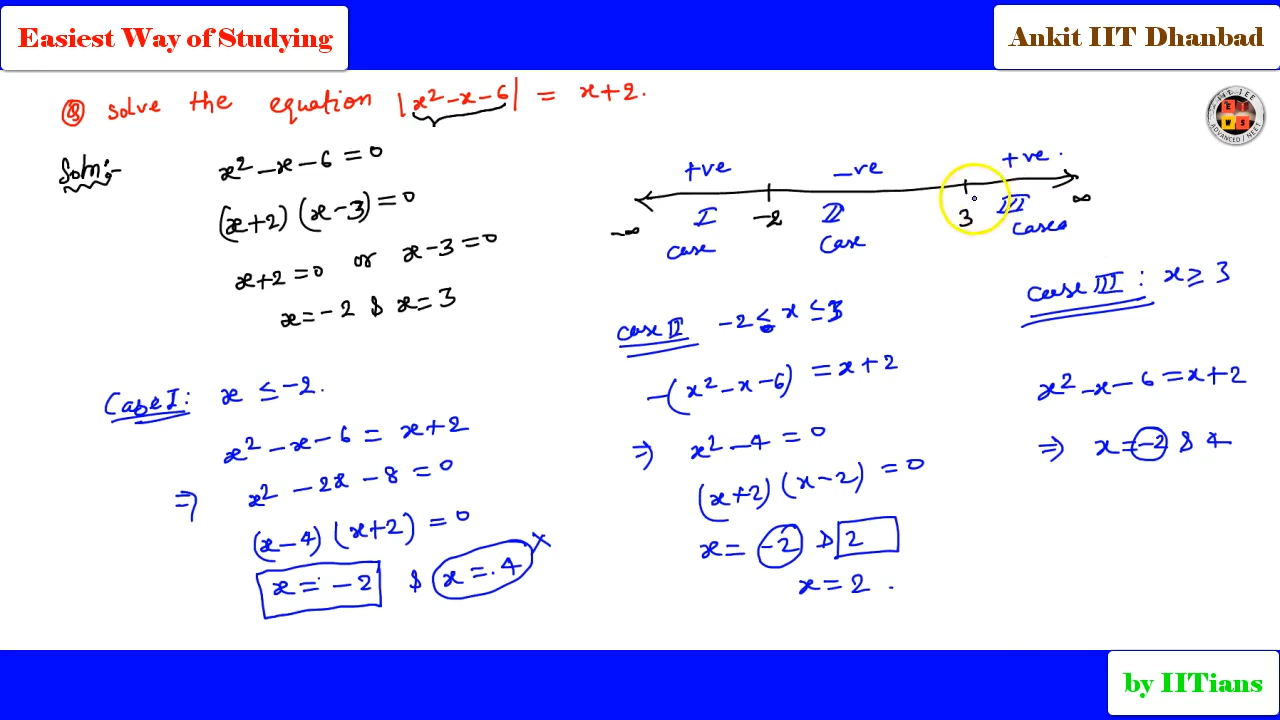 Easiest Way of Studying
Ankit IIT Dhanbad
Q solve the equation |x² - x - 6| = x + 2.
Soln:-
x² - x - 6 = 0
(x+2) (x-3) = 0
x+2 = 0 or x-3 = 0
x = -2 & x = 3
+ve -ve +ve.
-∞ -2 3 ∞
I II III
case case cases
Case I: x ≤ -2.
x² - x - 6 = x+2
⇒ x² - 2x - 8 = 0
(x-4) (x+2) = 0
x = -2 & x = 4 ×
case II -2 ≤ x ≤ 3
-(x² - x - 6) = x+2
⇒ x² - 4 = 0
(x+2) (x-2) = 0
x = -2 & 2
x = 2.
case III : x ≥ 3
x² - x - 6 = x+2
⇒ x = -2 & 4
by IITians